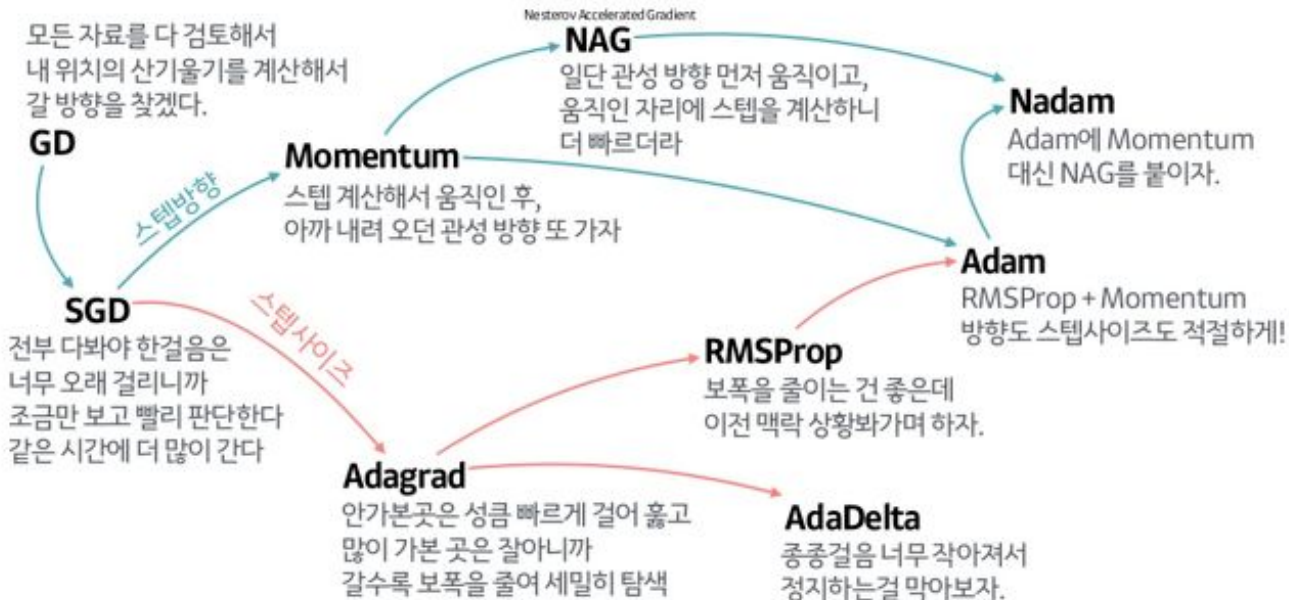 모든 자료를 다 검토해서
내 위치의 산기울기를 계산해서
갈 방향을 찾겠다.
GD
스텝방향
SGD
전부 다봐야 한걸음은
너무 오래 걸리니까
조금만 보고 빨리 판단한다
같은 시간에 더 많이 간다
Momentum
스텝 계산해서 움직인 후,
아까 내려 오던 관성 방향 또 가자
Nesterov Accelerated Gradient
NAG
일단 관성 방향 먼저 움직이고,
움직인 자리에 스텝을 계산하니
더 빠르더라
Nadam
Adam에 Momentum
대신 NAG를 붙이자.
Adam
RMSProp + Momentum
방향도 스텝사이즈도 적절하게!
스텝사이즈
RMSProp
보폭을 줄이는 건 좋은데
이전 맥락 상황봐가며 하자.
Adagrad
안가본곳은 성큼 빠르게 걸어 훓고
많이 가본 곳은 잘아니까
갈수록 보폭을 줄여 세밀히 탐색
AdaDelta
종종걸음 너무 작아져서
정지하는걸 막아보자.